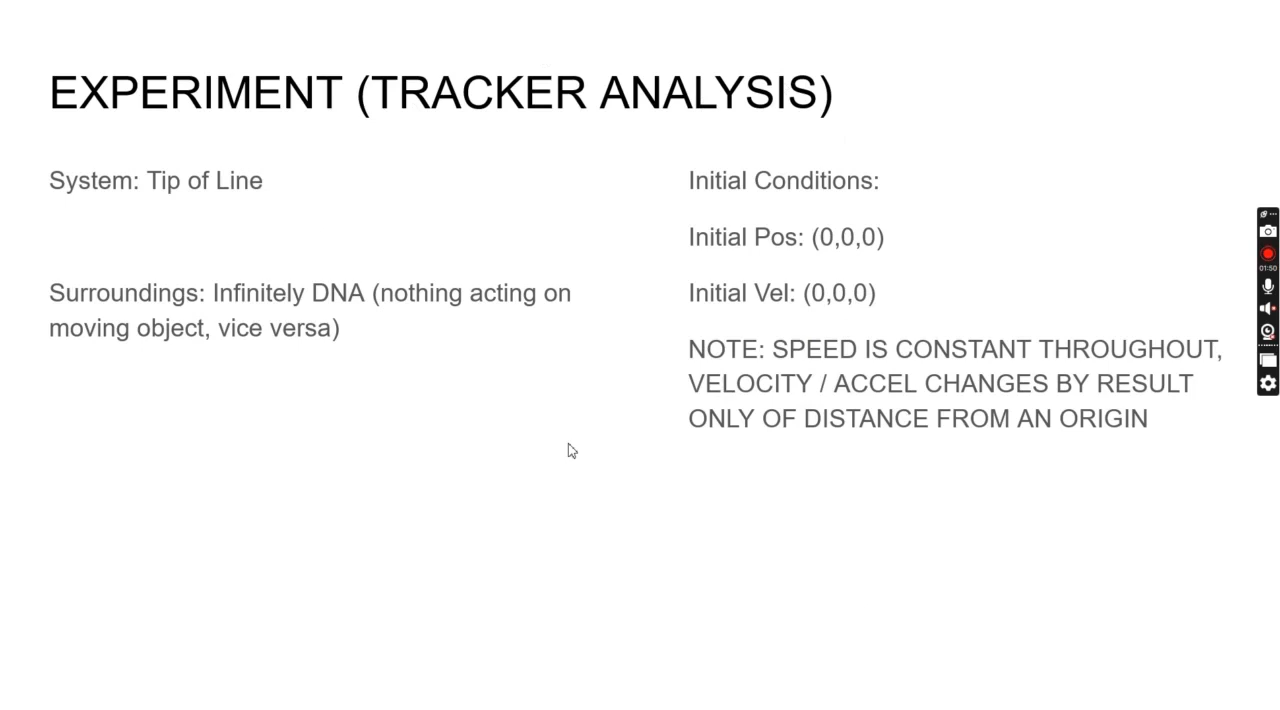 EXPERIMENT (TRACKER ANALYSIS)
System: Tip of Line
Surroundings: Infinitely DNA (nothing acting on
moving object, vice versa)
Initial Conditions:
Initial Pos: (0,0,0)
Initial Vel: (0,0,0)
NOTE: SPEED IS CONSTANT THROUGHOUT,
VELOCITY / ACCEL CHANGES BY RESULT
ONLY OF DISTANCE FROM AN ORIGIN
01:50